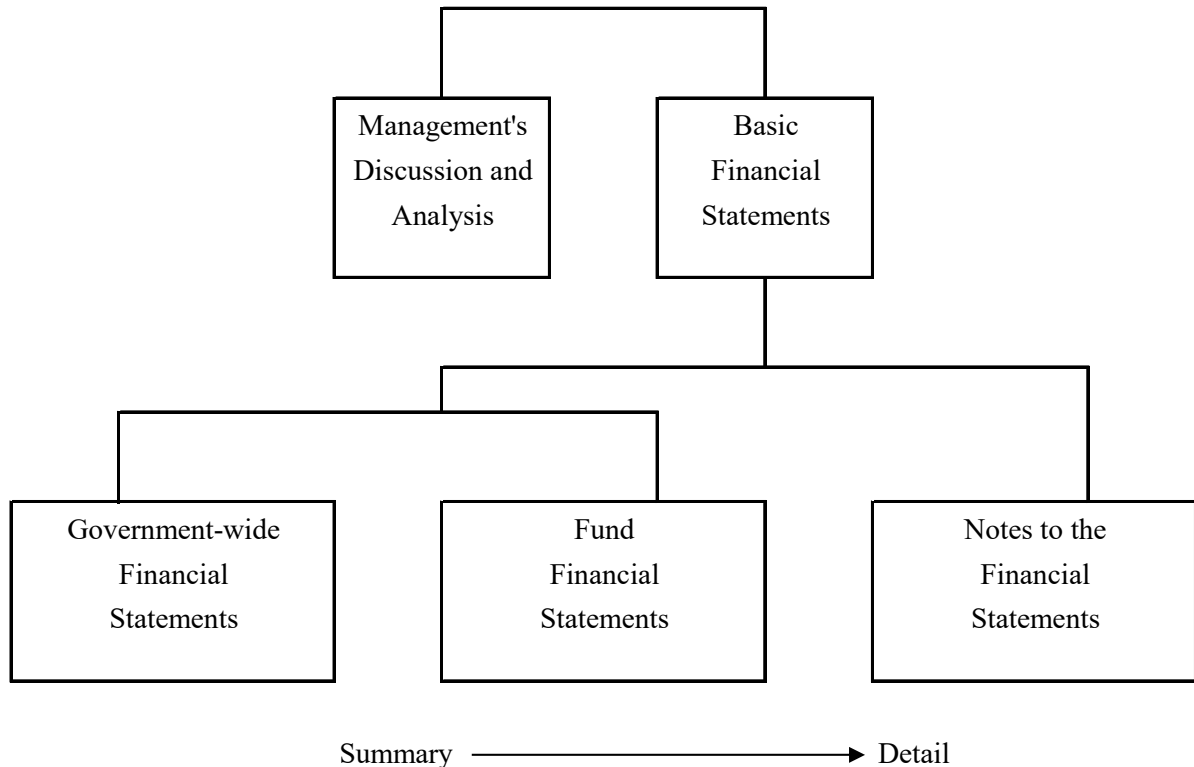 Management's
Discussion and
Analysis
Basic
Financial
Statements
Government-wide
Financial
Statements
Fund
Financial
Statements
Notes to the
Financial
Statements
Summary
Detail